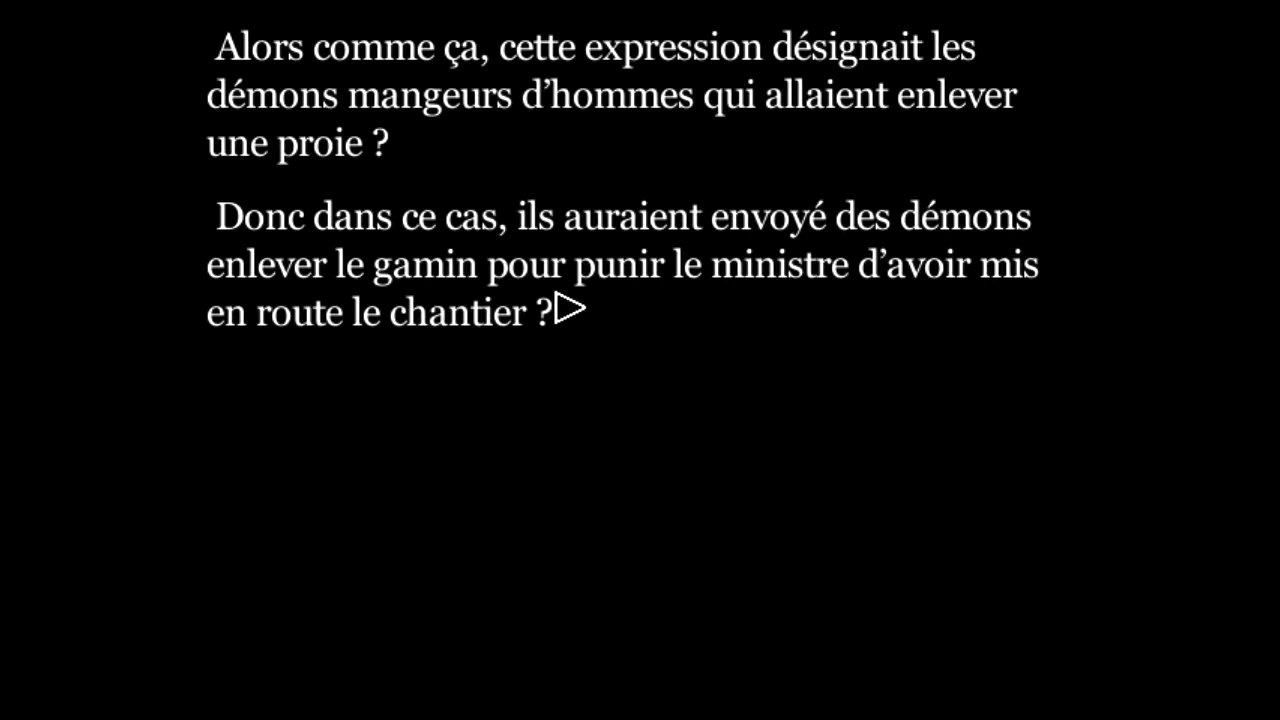 Alors comme ça, cette expression désignait les
démons mangeurs d’hommes qui allaient enlever
une proie ?
Donc dans ce cas, ils auraient envoyé des démons
enlever le gamin pour punir le ministre d’avoir mis
en route le chantier ?